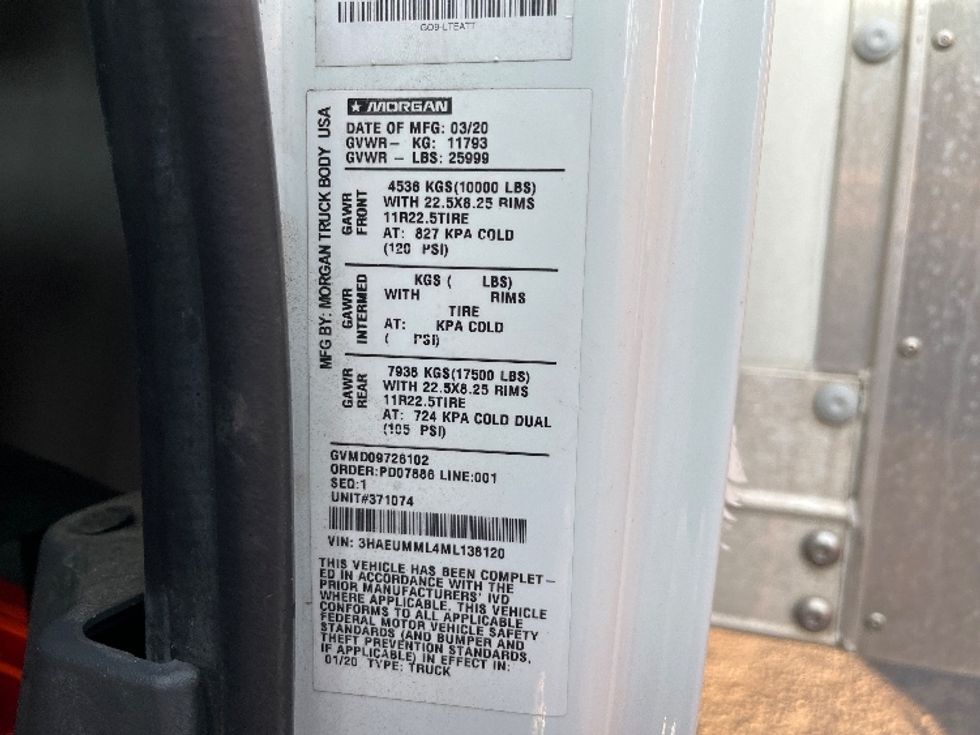 GO9-LTEATT
MORGAN
MFG BY: MORGAN TRUCK BODY USA
DATE OF MFG: 03/20
GVWR- KG: 11793
GVWR - LBS: 25999
GAWR
FRONT
4536 KGS(10000 LBS)
WITH 22.5X8.25 RIMS
11R22.5TIRE
AT: 827 KPA COLD
(120 PSI)
GAWR
INTERMED
KGS ( LBS)
WITH RIMS
TIRE
AT: KPA COLD
( PSI)
GAWR
REAR
7938 KGS(17500 LBS)
WITH 22.5X8.25 RIMS
11R22.5TIRE
AT: 724 KPA COLD DUAL
(105 PSI)
GVMD09726102
ORDER:PD07886 LINE:001
SEQ:1
UNIT#371074
VIN: 3HAEUMML4ML138120
THIS VEHICLE HAS BEEN COMPLET-
ED IN ACCORDANCE WITH THE
PRIOR MANUFACTURERS' IVD
WHERE APPLICABLE. THIS VEHICLE
CONFORMS TO ALL APPLICABLE
FEDERAL MOTOR VEHICLE SAFETY
STANDARDS (AND BUMPER AND
THEFT PREVENTION STANDARDS,
IF APPLICABLE) IN EFFECT IN:
01/20 TYPE: TRUCK